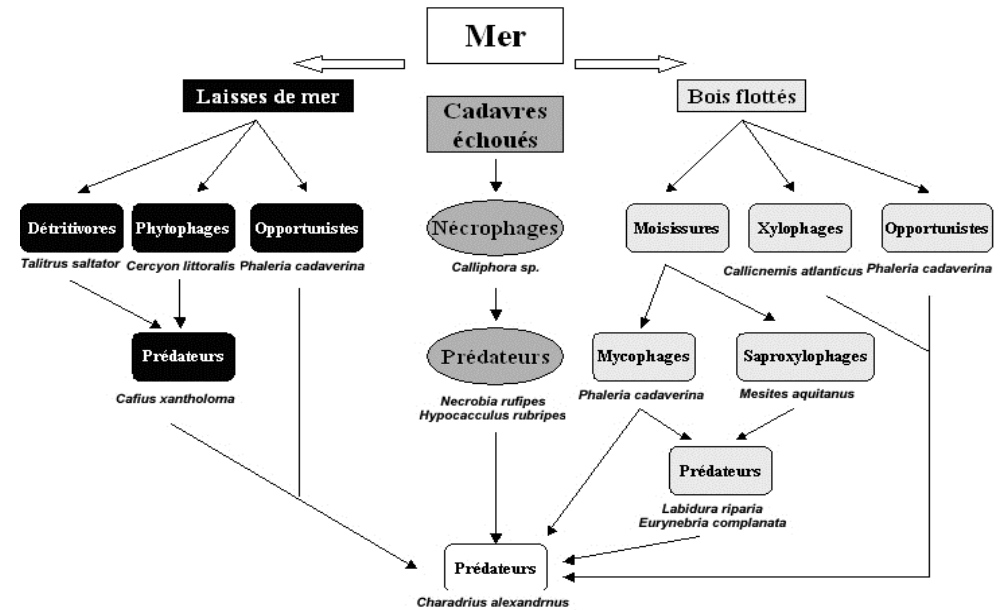 Mer
Laisses de mer
Cadavres
échoués
Bois flottés
Détritivores
Phytophages
Opportunistes
Nécrophages
Moisissures
Xylophages
Opportunistes
Talitrus saltator
Cercyon littoralis
Phaleria cadaverina
Calliphora sp.
Callicnemis atlanticus
Phaleria cadaverina
Prédateurs
Prédateurs
Mycophages
Saproxylophages
Cafius xantholoma
Necrobia rufipes
Hypocacculus rubripes
Phaleria cadaverina
Mesites aquitanus
Prédateurs
Labidura riparia
Eurynebria complanata
Prédateurs
Charadrius alexandrnus